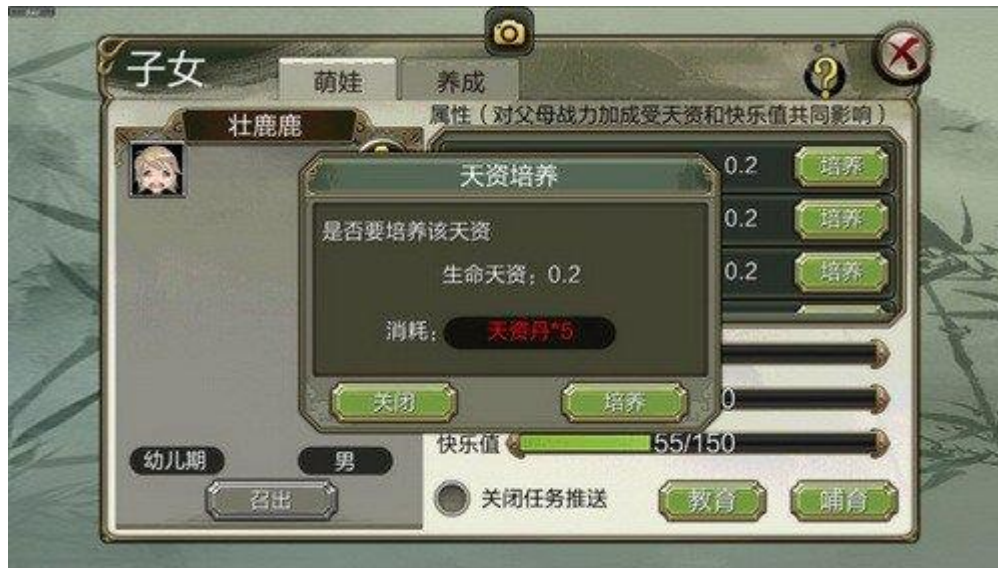 子女
萌娃
养成
属性（对父母战力加成受天资和快乐值共同影响）
壮鹿鹿
0.2
培养
0.2
培养
0.2
培养
天资培养
是否要培养该天资
生命天资：0.2
消耗：
天资丹*5
关闭
培养
0
快乐值
55/150
幼儿期
男
召出
关闭任务推送
教育
哺育